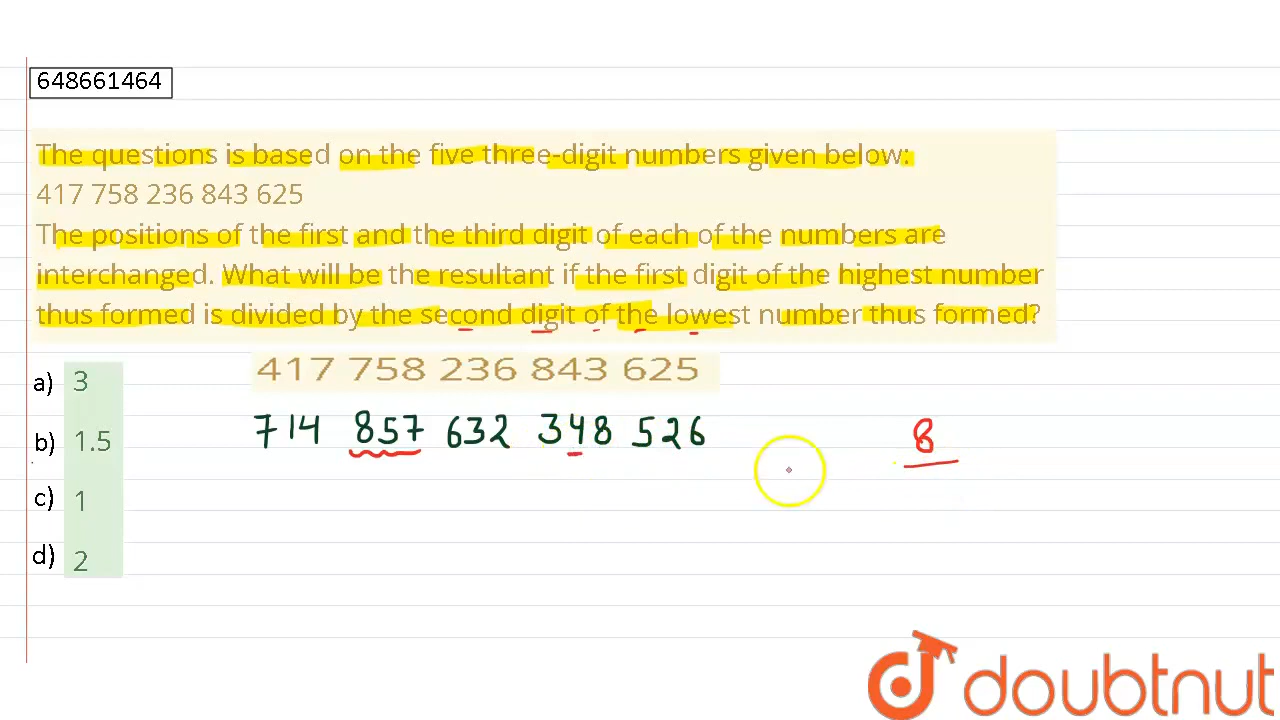 648661464
The questions is based on the five three-digit numbers given below:
417 758 236 843 625
The positions of the first and the third digit of each of the numbers are
interchanged. What will be the resultant if the first digit of the highest number
thus formed is divided by the second digit of the lowest number thus formed?
417 758 236 843 625
a) 3
714 857 632 348 526
8
b) 1.5
c) 1
d) 2
doubtnut